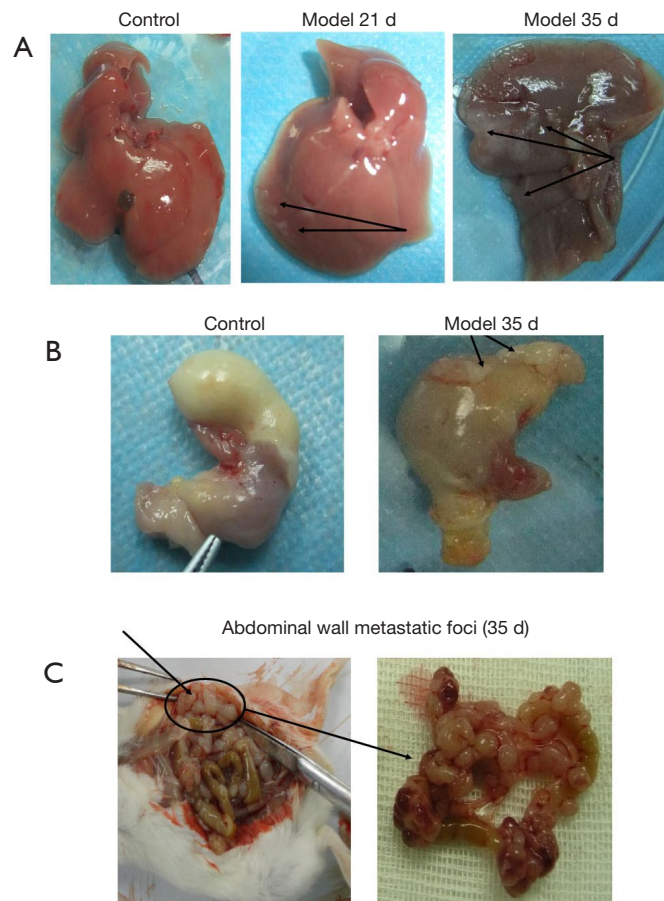 A
Control
Model 21 d
Model 35 d
B
Control
Model 35 d
C
Abdominal wall metastatic foci (35 d)